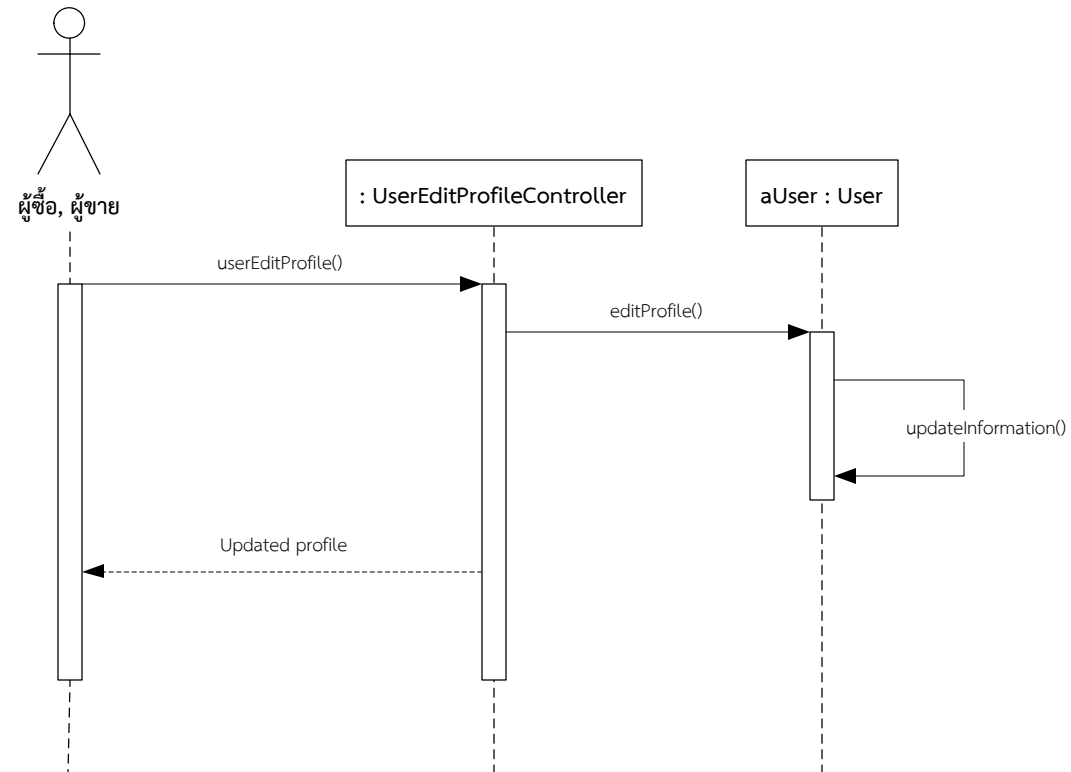 ผู้ซื้อ, ผู้ขาย
: UserEditProfileController
aUser : User
userEditProfile()
editProfile()
updateInformation()
Updated profile